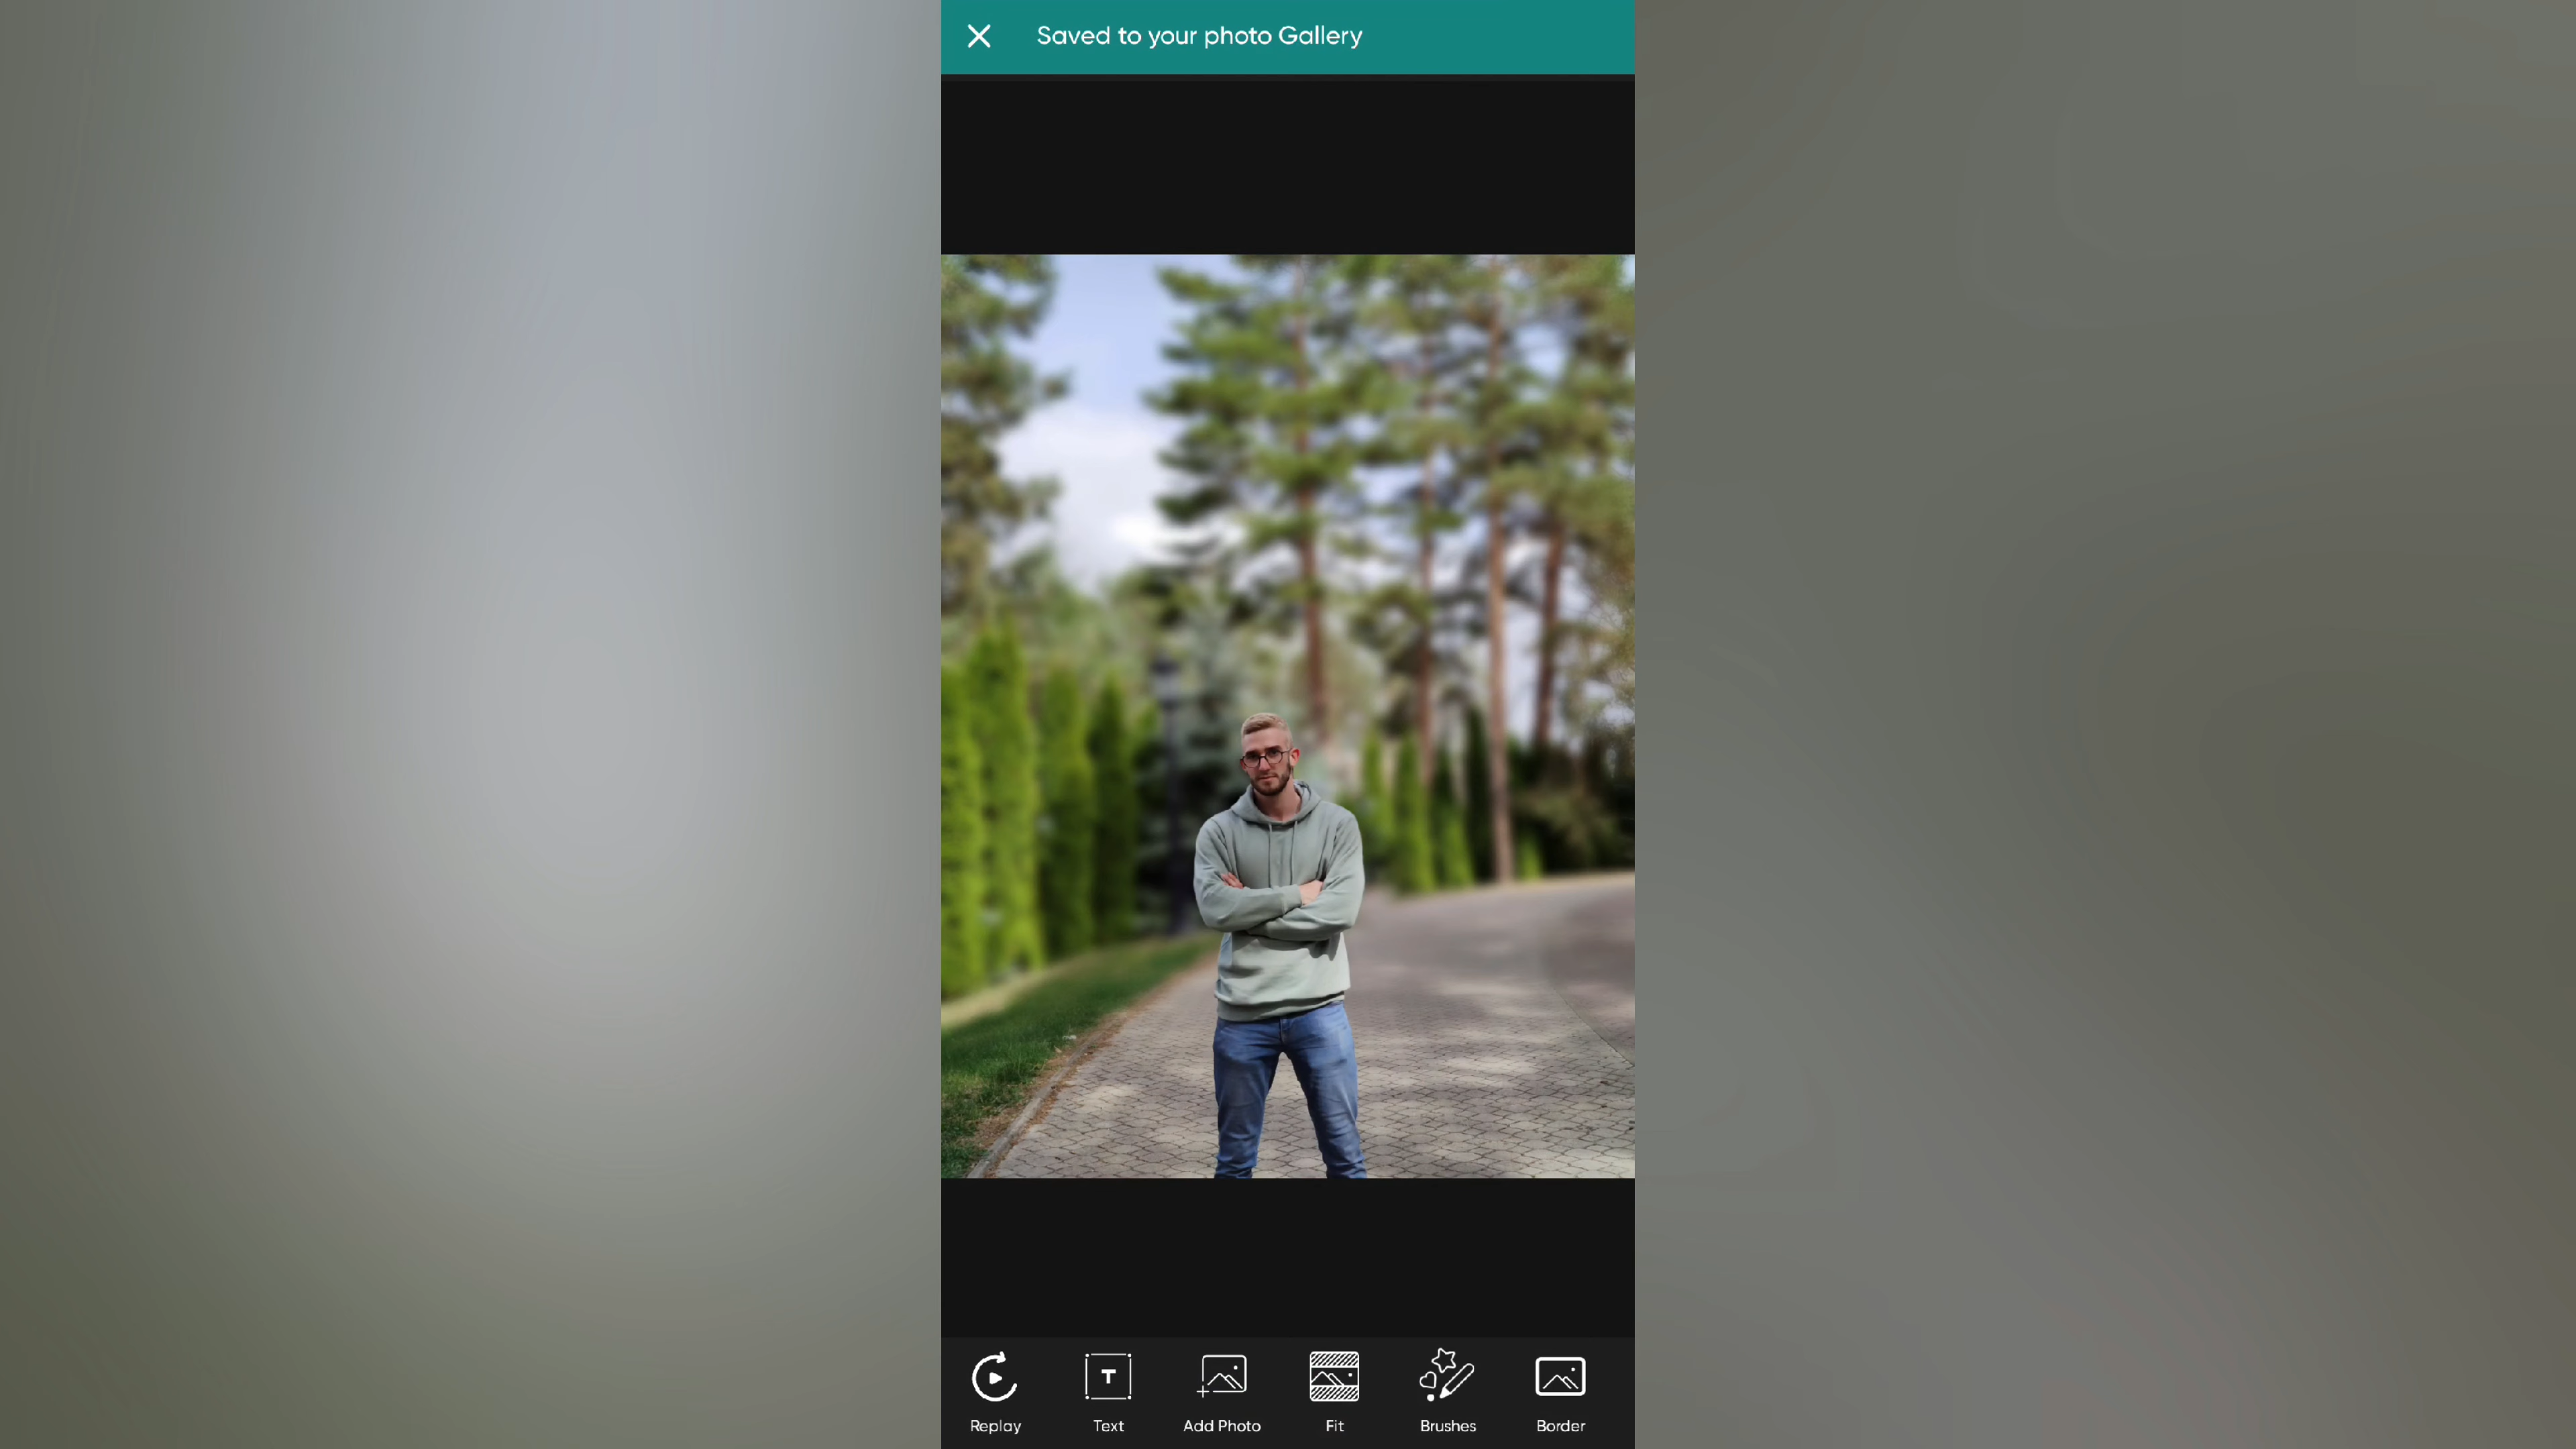 Saved to your photo Gallery
T
Replay
Text
Add Photo
Fit
Brushes
Border